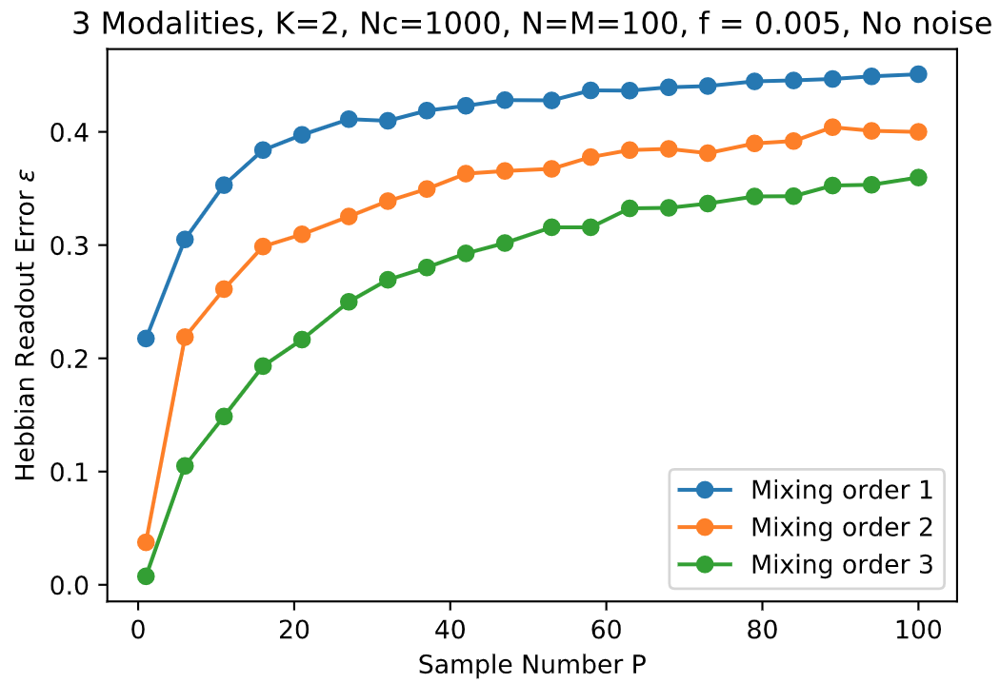 3 Modalities, K=2, Nc=1000, N=M=100, f = 0.005, No noise
Hebbian Readout Error ε
0.4
0.3
0.2
0.1
0.0
Mixing order 1
Mixing order 2
Mixing order 3
0 20 40 60 80 100
Sample Number P